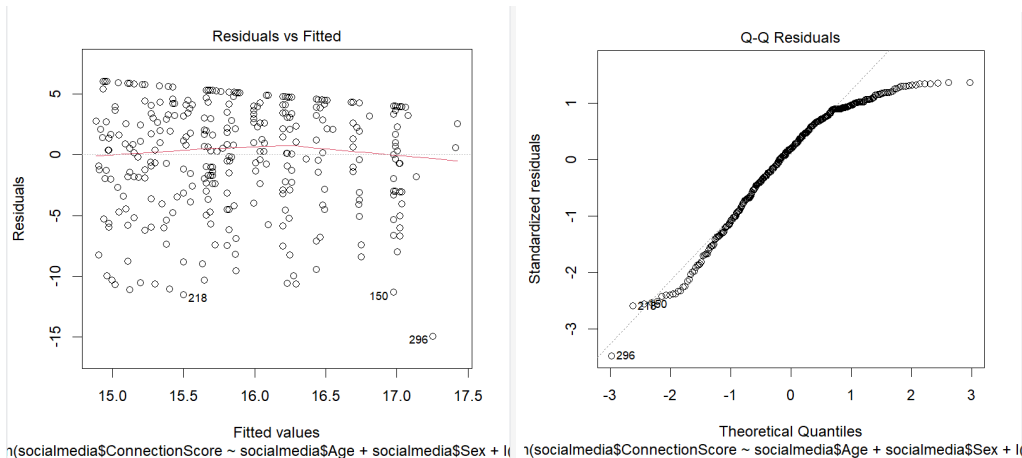 Residuals vs Fitted
Residuals
5
0
-5
-10
-15
218
150
296
15.0 15.5 16.0 16.5 17.0 17.5
Fitted values
n(socialmedia$ConnectionScore ~ socialmedia$Age + socialmedia$Sex + I(
Q-Q Residuals
Standardized residuals
1
0
-1
-2
-3
296
-3 -2 -1 0 1 2 3
Theoretical Quantiles
n(socialmedia$ConnectionScore ~ socialmedia$Age + socialmedia$Sex + I(